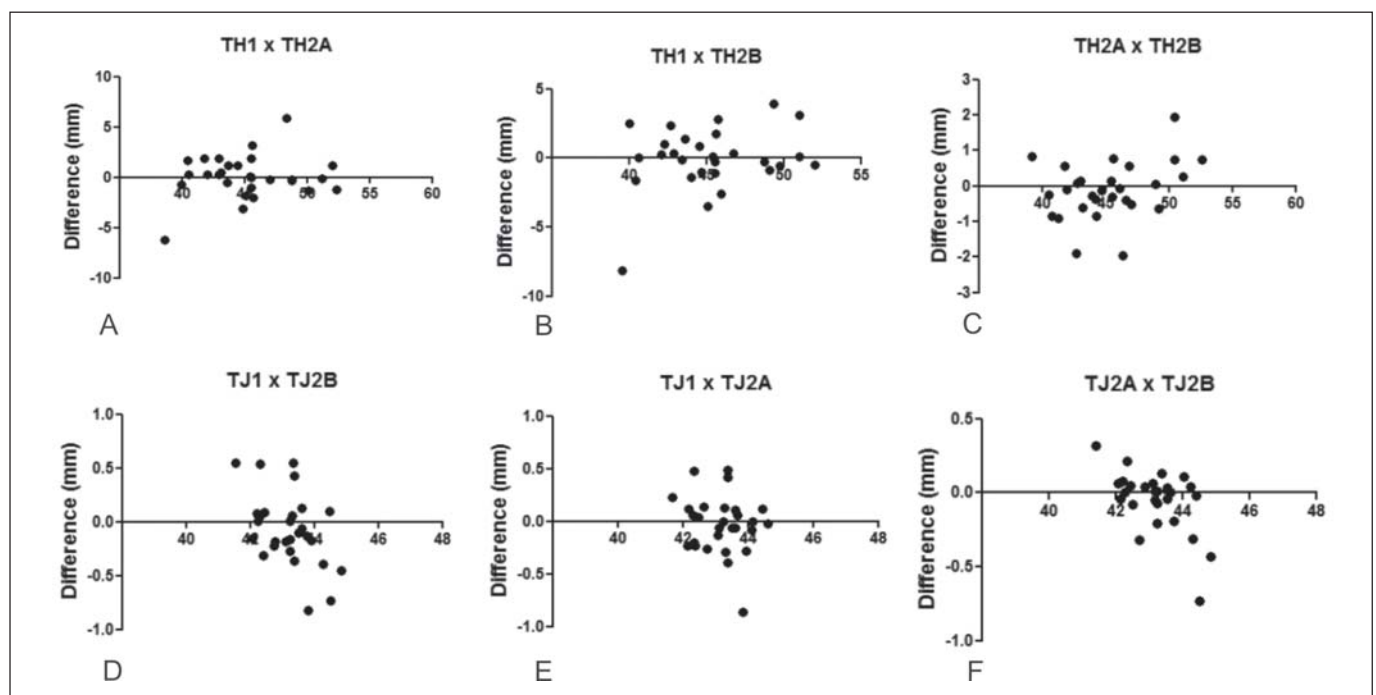 TH1 x TH2A
10
5
0
-5
-10
Difference (mm)
40 45 50 55 60
A
TH1 x TH2B
5
0
-5
-10
Difference (mm)
40 45 50 55
B
TH2A x TH2B
3
2
1
0
-1
-2
-3
Difference (mm)
40 45 50 55 60
C
TJ1 x TJ2B
1.0
0.5
0.0
-0.5
-1.0
Difference (mm)
40 42 44 46 48
D
TJ1 x TJ2A
1.0
0.5
0.0
-0.5
-1.0
Difference (mm)
40 42 44 46 48
E
TJ2A x TJ2B
0.5
0.0
-0.5
-1.0
Difference (mm)
40 42 44 46 48
F